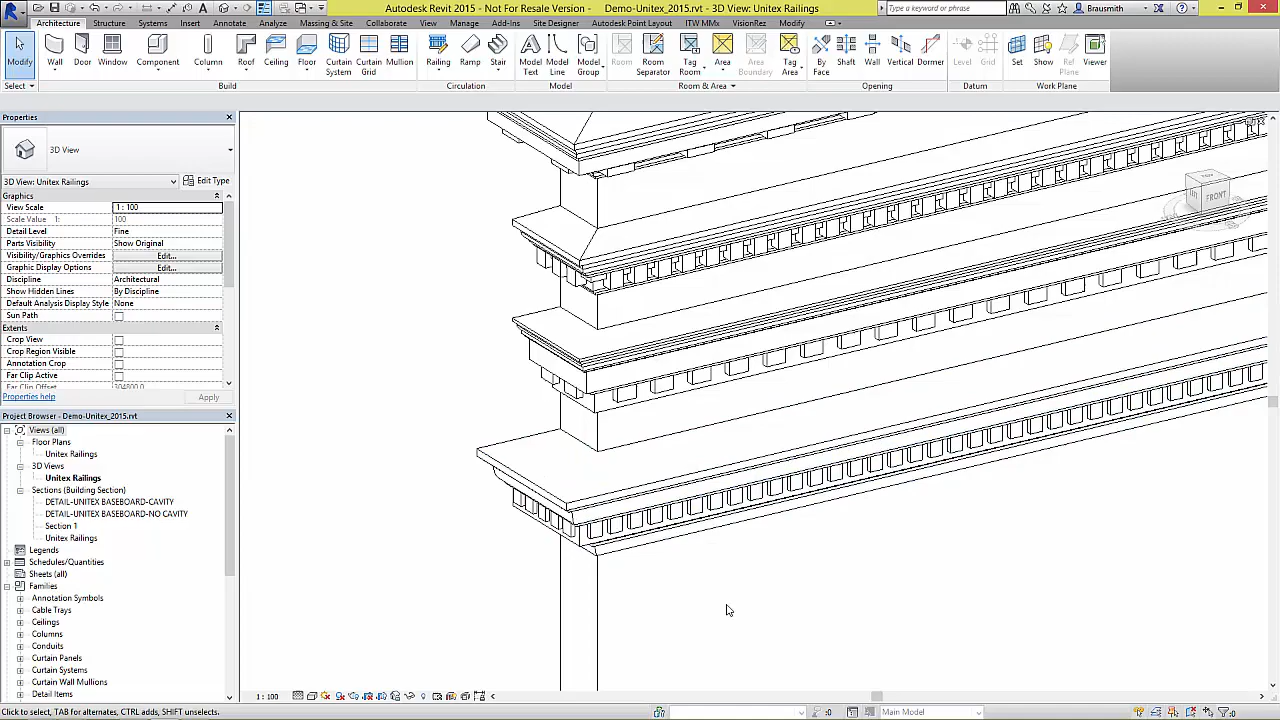 Autodesk Revit 2015 - Not For Resale Version - Demo-Unitex_2015.rvt - 3D View: Unitex Railings
Type a keyword or phrase
Brausmith
Architecture Structure Systems Insert Annotate Analyze Massing & Site Collaborate View Manage Add-Ins Site Designer Autodesk Point Layout ITW MMx VisionRez Modify
Modify Wall Door Window Component Column Roof Ceiling Floor Curtain System Curtain Grid Mullion Railing Ramp Stair Model Text Model Line Model Group Room Room Separator Tag Room Area Area Boundary Tag Area By Face Shaft Wall Vertical Dormer Level Grid Set Show Ref Plane Viewer
Select Build Circulation Model Room & Area Opening Datum Work Plane
Properties
3D View
3D View: Unitex Railings Edit Type
Graphics
View Scale 1 : 100
Scale Value 1: 100
Detail Level Fine
Parts Visibility Show Original
Visibility/Graphics Overrides Edit...
Graphic Display Options Edit...
Discipline Architectural
Show Hidden Lines By Discipline
Default Analysis Display Style None
Sun Path
Extents
Crop View
Crop Region Visible
Annotation Crop
Far Clip Active
Far Clip Offset 304800.0
Properties help Apply
Project Browser - Demo-Unitex_2015.rvt
Views (all)
Floor Plans
Unitex Railings
3D Views
Unitex Railings
Sections (Building Section)
DETAIL-UNITEX BASEBOARD-CAVITY
DETAIL-UNITEX BASEBOARD-NO CAVITY
Section 1
Unitex Railings
Legends
Schedules/Quantities
Sheets (all)
Families
Annotation Symbols
Cable Trays
Ceilings
Columns
Conduits
Curtain Panels
Curtain Systems
Curtain Wall Mullions
Detail Items
TOP
FRONT
1 : 100
Click to select, TAB for alternates, CTRL adds, SHIFT unselects.
:0
Main Model
:0